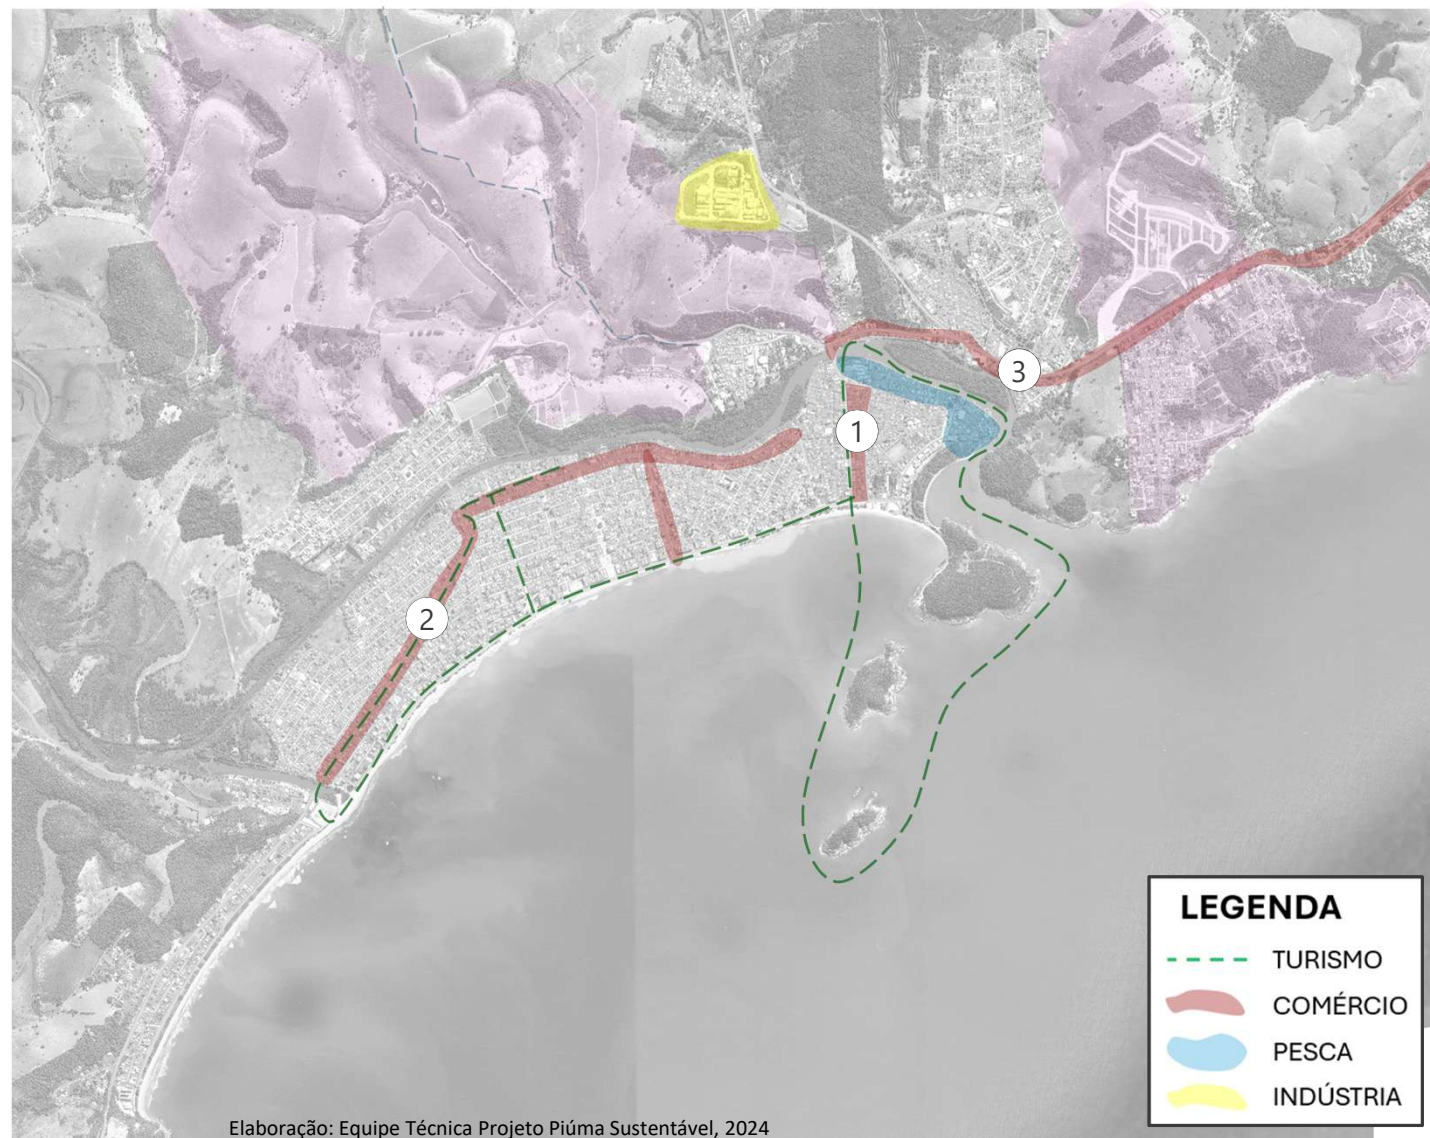 3
1
2
LEGENDA
TURISMO
COMÉRCIO
PESCA
INDÚSTRIA
Elaboração: Equipe Técnica Projeto Piúma Sustentável, 2024